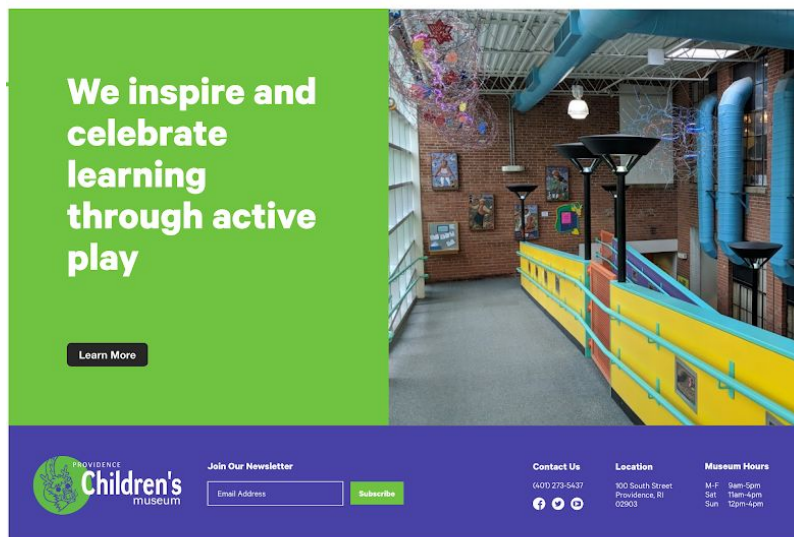 We inspire and
celebrate
learning
through active
play
Learn More
PROVIDENCE
Children's
museum
Join Our Newsletter
Email Address
Subscribe
Contact Us
(401) 273-5437
Location
100 South Street
Providence, RI
02903
Museum Hours
M-F 9am-5pm
Sat 11am-4pm
Sun 12pm-4pm